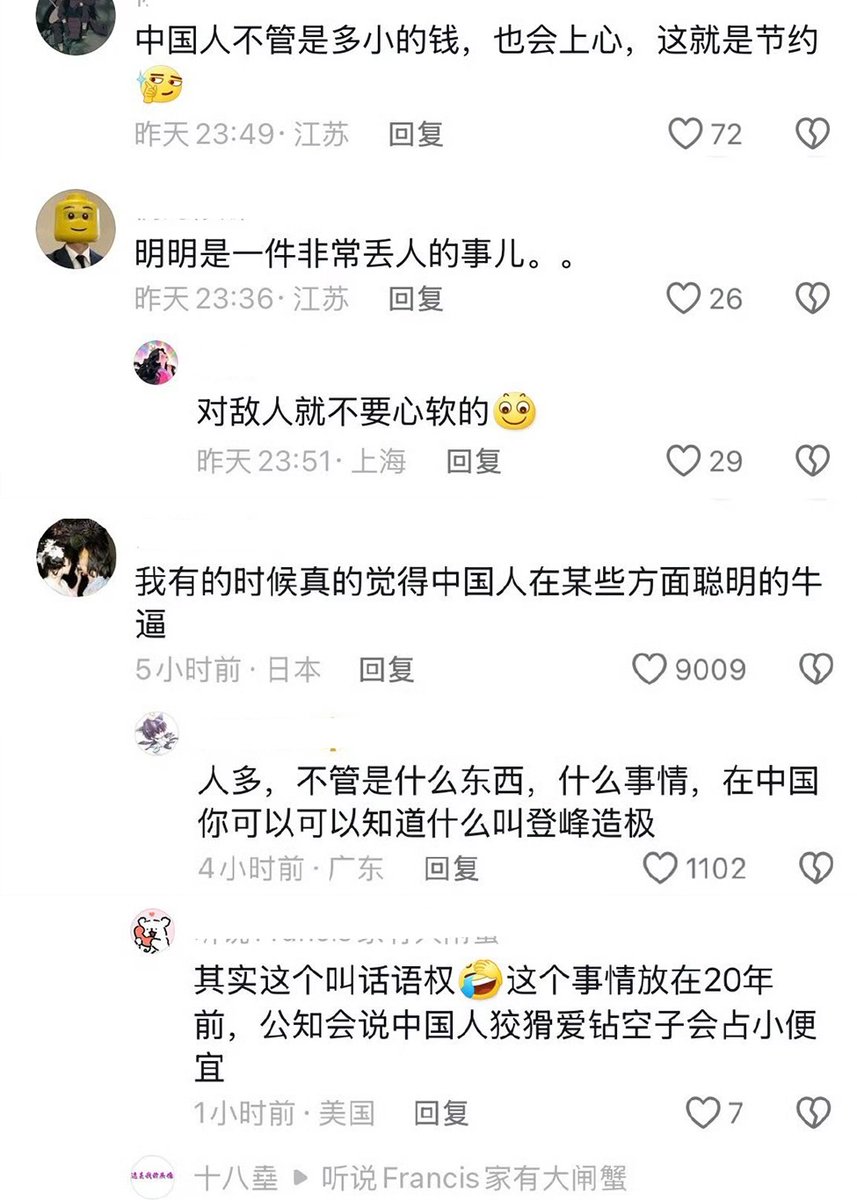 中国人不管是多小的钱，也会上心，这就是节约
昨天 23:49 · 江苏 回复 72
明明是一件非常丢人的事儿。。
昨天 23:36 · 江苏 回复 26
对敌人就不要心软的
昨天 23:51 · 上海 回复 29
我有的时候真的觉得中国人在某些方面聪明的牛
逼
5小时前 · 日本 回复 9009
人多，不管是什么东西，什么事情，在中国
你可以可以知道什么叫登峰造极
4小时前 · 广东 回复 1102
其实这个叫话语权🤣这个事情放在20年
前，公知会说中国人狡猾爱钻空子会占小便
宜
1小时前 · 美国 回复 7
十八堻 ▶ 听说Francis家有大闸蟹